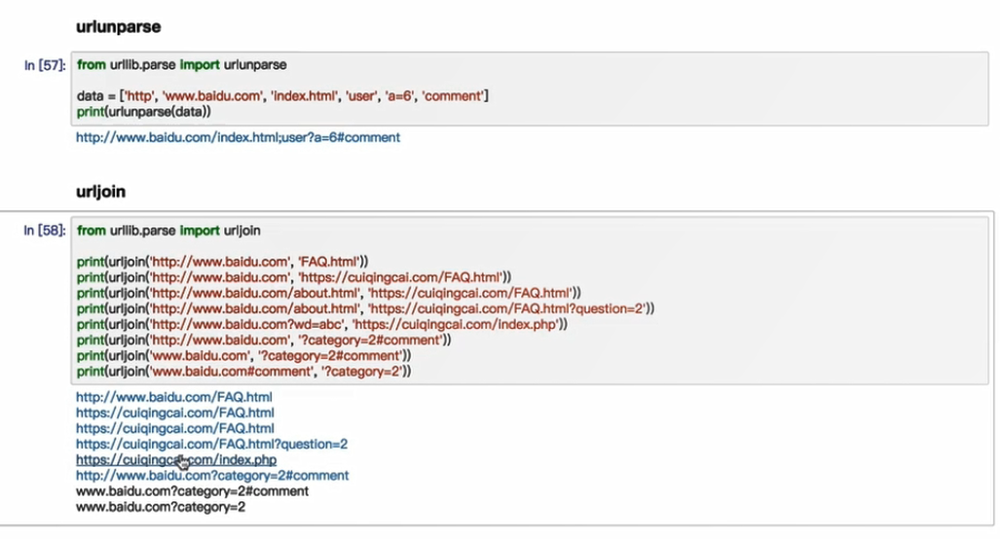 urlunparse
In [57]: from urllib.parse import urlunparse
data = ['http', 'www.baidu.com', 'index.html', 'user', 'a=6', 'comment']
print(urlunparse(data))
http://www.baidu.com/index.html;user?a=6#comment
urljoin
In [58]: from urllib.parse import urljoin
print(urljoin('http://www.baidu.com', 'FAQ.html'))
print(urljoin('http://www.baidu.com', 'https://cuiqingcai.com/FAQ.html'))
print(urljoin('http://www.baidu.com/about.html', 'https://cuiqingcai.com/FAQ.html'))
print(urljoin('http://www.baidu.com/about.html', 'https://cuiqingcai.com/FAQ.html?question=2'))
print(urljoin('http://www.baidu.com?wd=abc', 'https://cuiqingcai.com/index.php'))
print(urljoin('http://www.baidu.com', '?category=2#comment'))
print(urljoin('www.baidu.com', '?category=2#comment'))
print(urljoin('www.baidu.com#comment', '?category=2'))
http://www.baidu.com/FAQ.html
https://cuiqingcai.com/FAQ.html
https://cuiqingcai.com/FAQ.html
https://cuiqingcai.com/FAQ.html?question=2
https://cuiqingcai.com/index.php
http://www.baidu.com?category=2#comment
www.baidu.com?category=2#comment
www.baidu.com?category=2